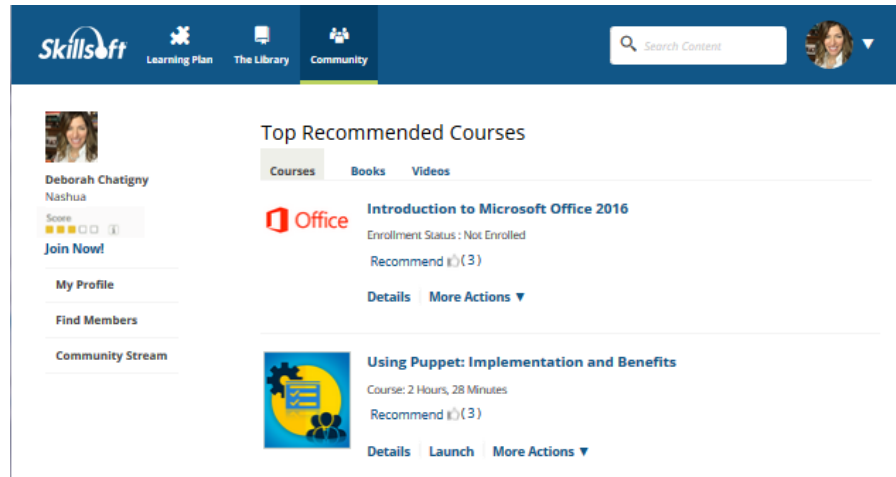 Skillsoft
Learning Plan
The Library
Community
Search Content
Deborah Chatigny
Nashua
Score
Join Now!
My Profile
Find Members
Community Stream
Top Recommended Courses
Courses Books Videos
Office
Introduction to Microsoft Office 2016
Enrollment Status : Not Enrolled
Recommend (3)
Details More Actions ▼
Using Puppet: Implementation and Benefits
Course: 2 Hours, 28 Minutes
Recommend (3)
Details Launch More Actions ▼